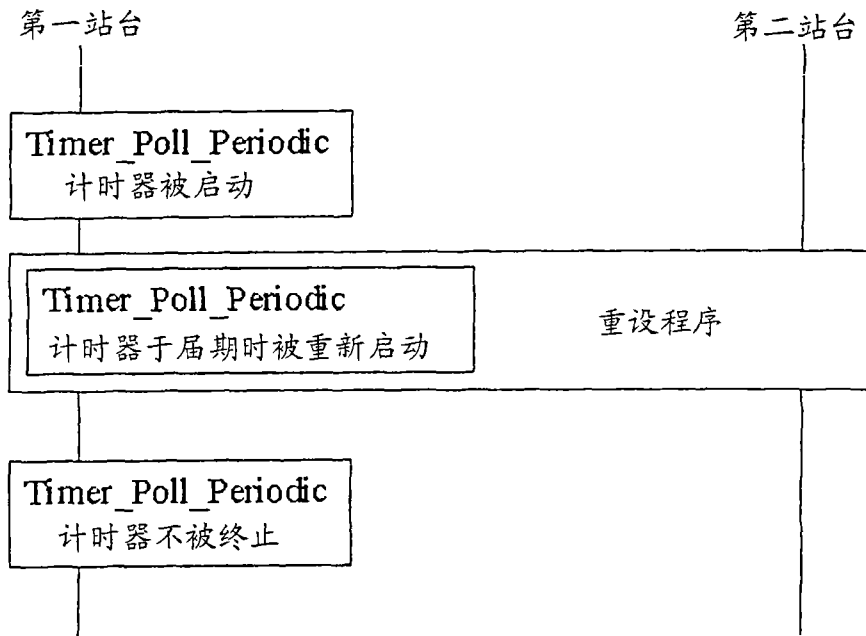 第一站台
第二站台
Timer_Poll_Periodic
计时器被启动
Timer_Poll_Periodic
计时器于届期时被重新启动
重设程序
Timer_Poll_Periodic
计时器不被终止